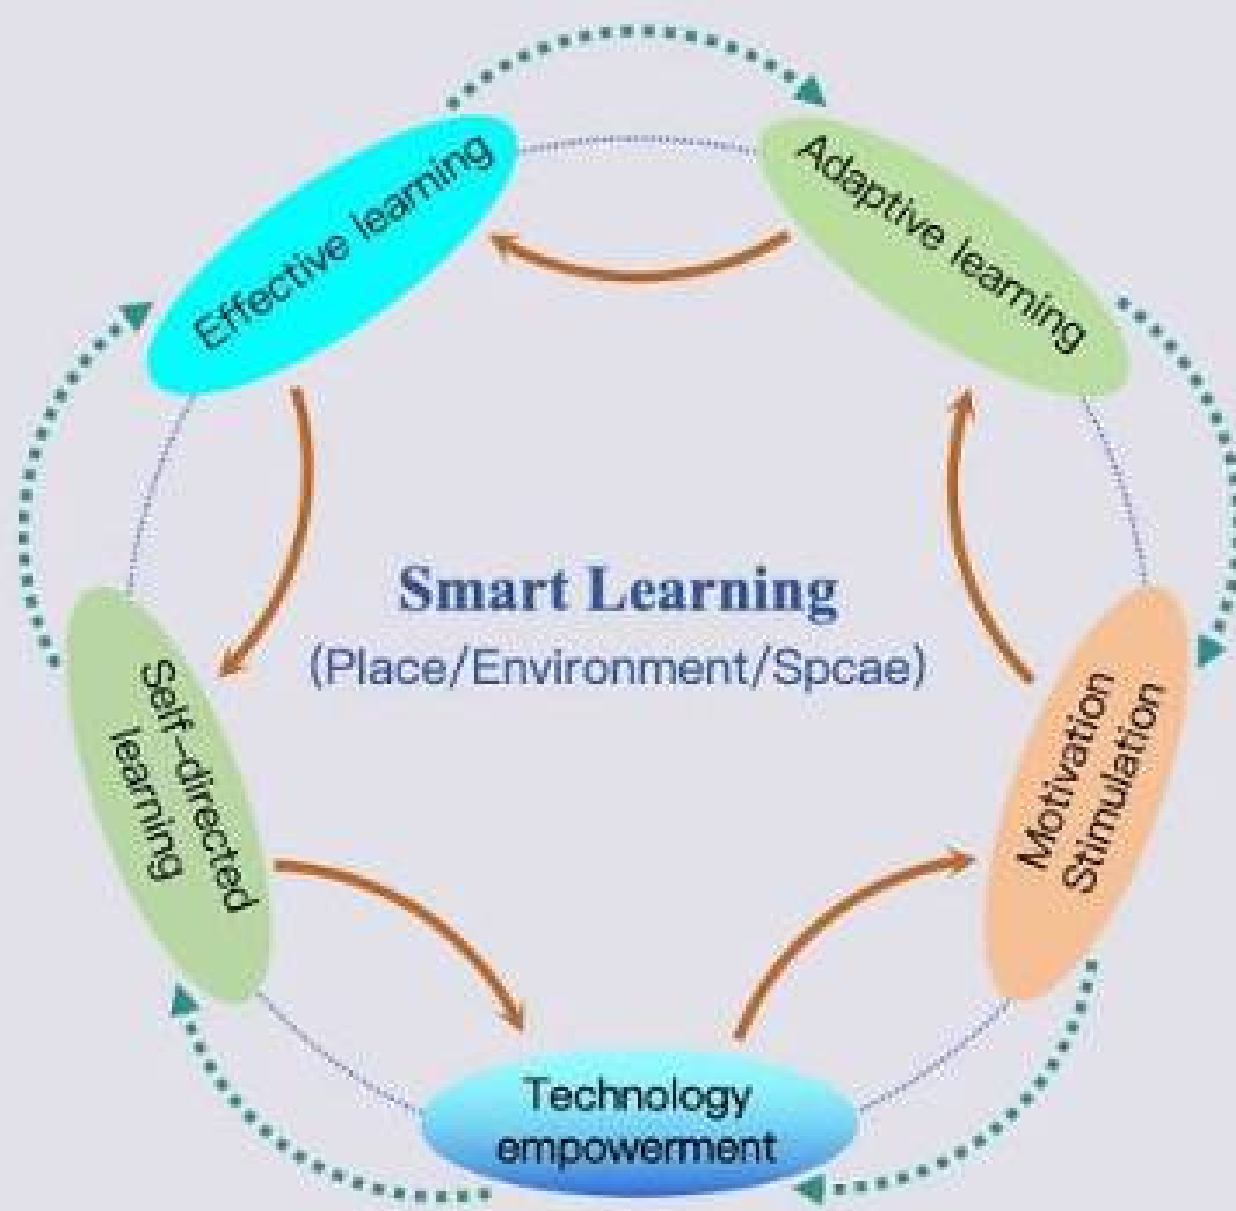 Effective learning
Adaptive learning
Smart Learning
(Place/Environment/Spcae)
Self-directed
learning
Motivation
Stimulation
Technology
empowerment